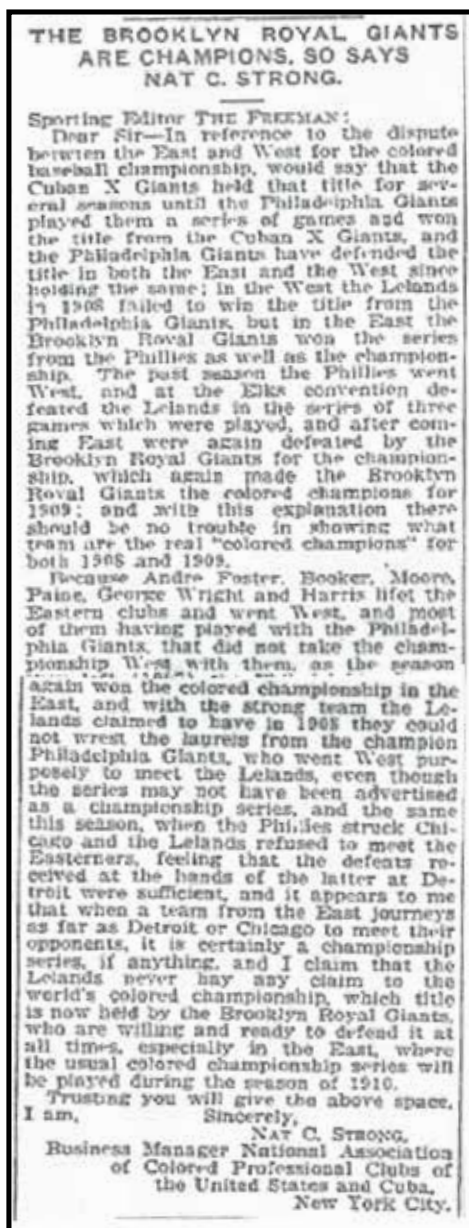 THE BROOKLYN ROYAL GIANTS
ARE CHAMPIONS, SO SAYS
NAT C. STRONG.
Sporting Editor THE FREEMAN:
Dear Sir—In reference to the dispute
between the East and West for the colored
baseball championship, would say that the
Cuban X Giants held that title for sev-
eral seasons until the Philadelphia Giants
played them a series of games and won
the title from the Cuban X Giants, and
the Philadelphia Giants have defended the
title in both the East and the West since
holding the same; in the West the Lelands
in 1908 failed to win the title from the
Philadelphia Giants, but in the East the
Brooklyn Royal Giants won the series
from the Phillies as well as the champion-
ship. The past season the Phillies went
West, and at the Elks convention de-
feated the Lelands in the series of three
games which were played, and after com-
ing East were again defeated by the
Brooklyn Royal Giants for the champion-
ship, which again made the Brooklyn
Royal Giants the colored champions for
1909; and with this explanation there
should be no trouble in showing what
team are the real "colored champions" for
both 1908 and 1909.
Because Andre Foster, Booker, Moore,
Paine, George Wright and Harris lifet the
Eastern clubs and went West, and most
of them having played with the Philadel-
phia Giants, that did not take the cham-
pionship West with them, as the season
again won the colored championship in the
East, and with the strong team the Le-
lands claimed to have in 1908 they could
not wrest the laurels from the champion
Philadelphia Giants, who went West pur-
posely to meet the Lelands, even though
the series may not have been advertised
as a championship series, and the same
this season, when the Phillies struck Chi-
cago and the Lelands refused to meet the
Easterners, feeling that the defeats re-
ceived at the hands of the latter at De-
troit were sufficient, and it appears to me
that when a team from the East journeys
as far as Detroit or Chicago to meet their
opponents, it is certainly a championship
series, if anything, and I claim that the
Lelands never hay any claim to the
world's colored championship, which title
is now held by the Brooklyn Royal Giants,
who are willing and ready to defend it at
all times, especially in the East, where
the usual colored championship series will
be played during the season of 1910.
Trusting you will give the above space,
I am, Sincerely,
NAT C. STRONG,
Business Manager National Association
of Colored Professional Clubs of
the United States and Cuba.
New York City.